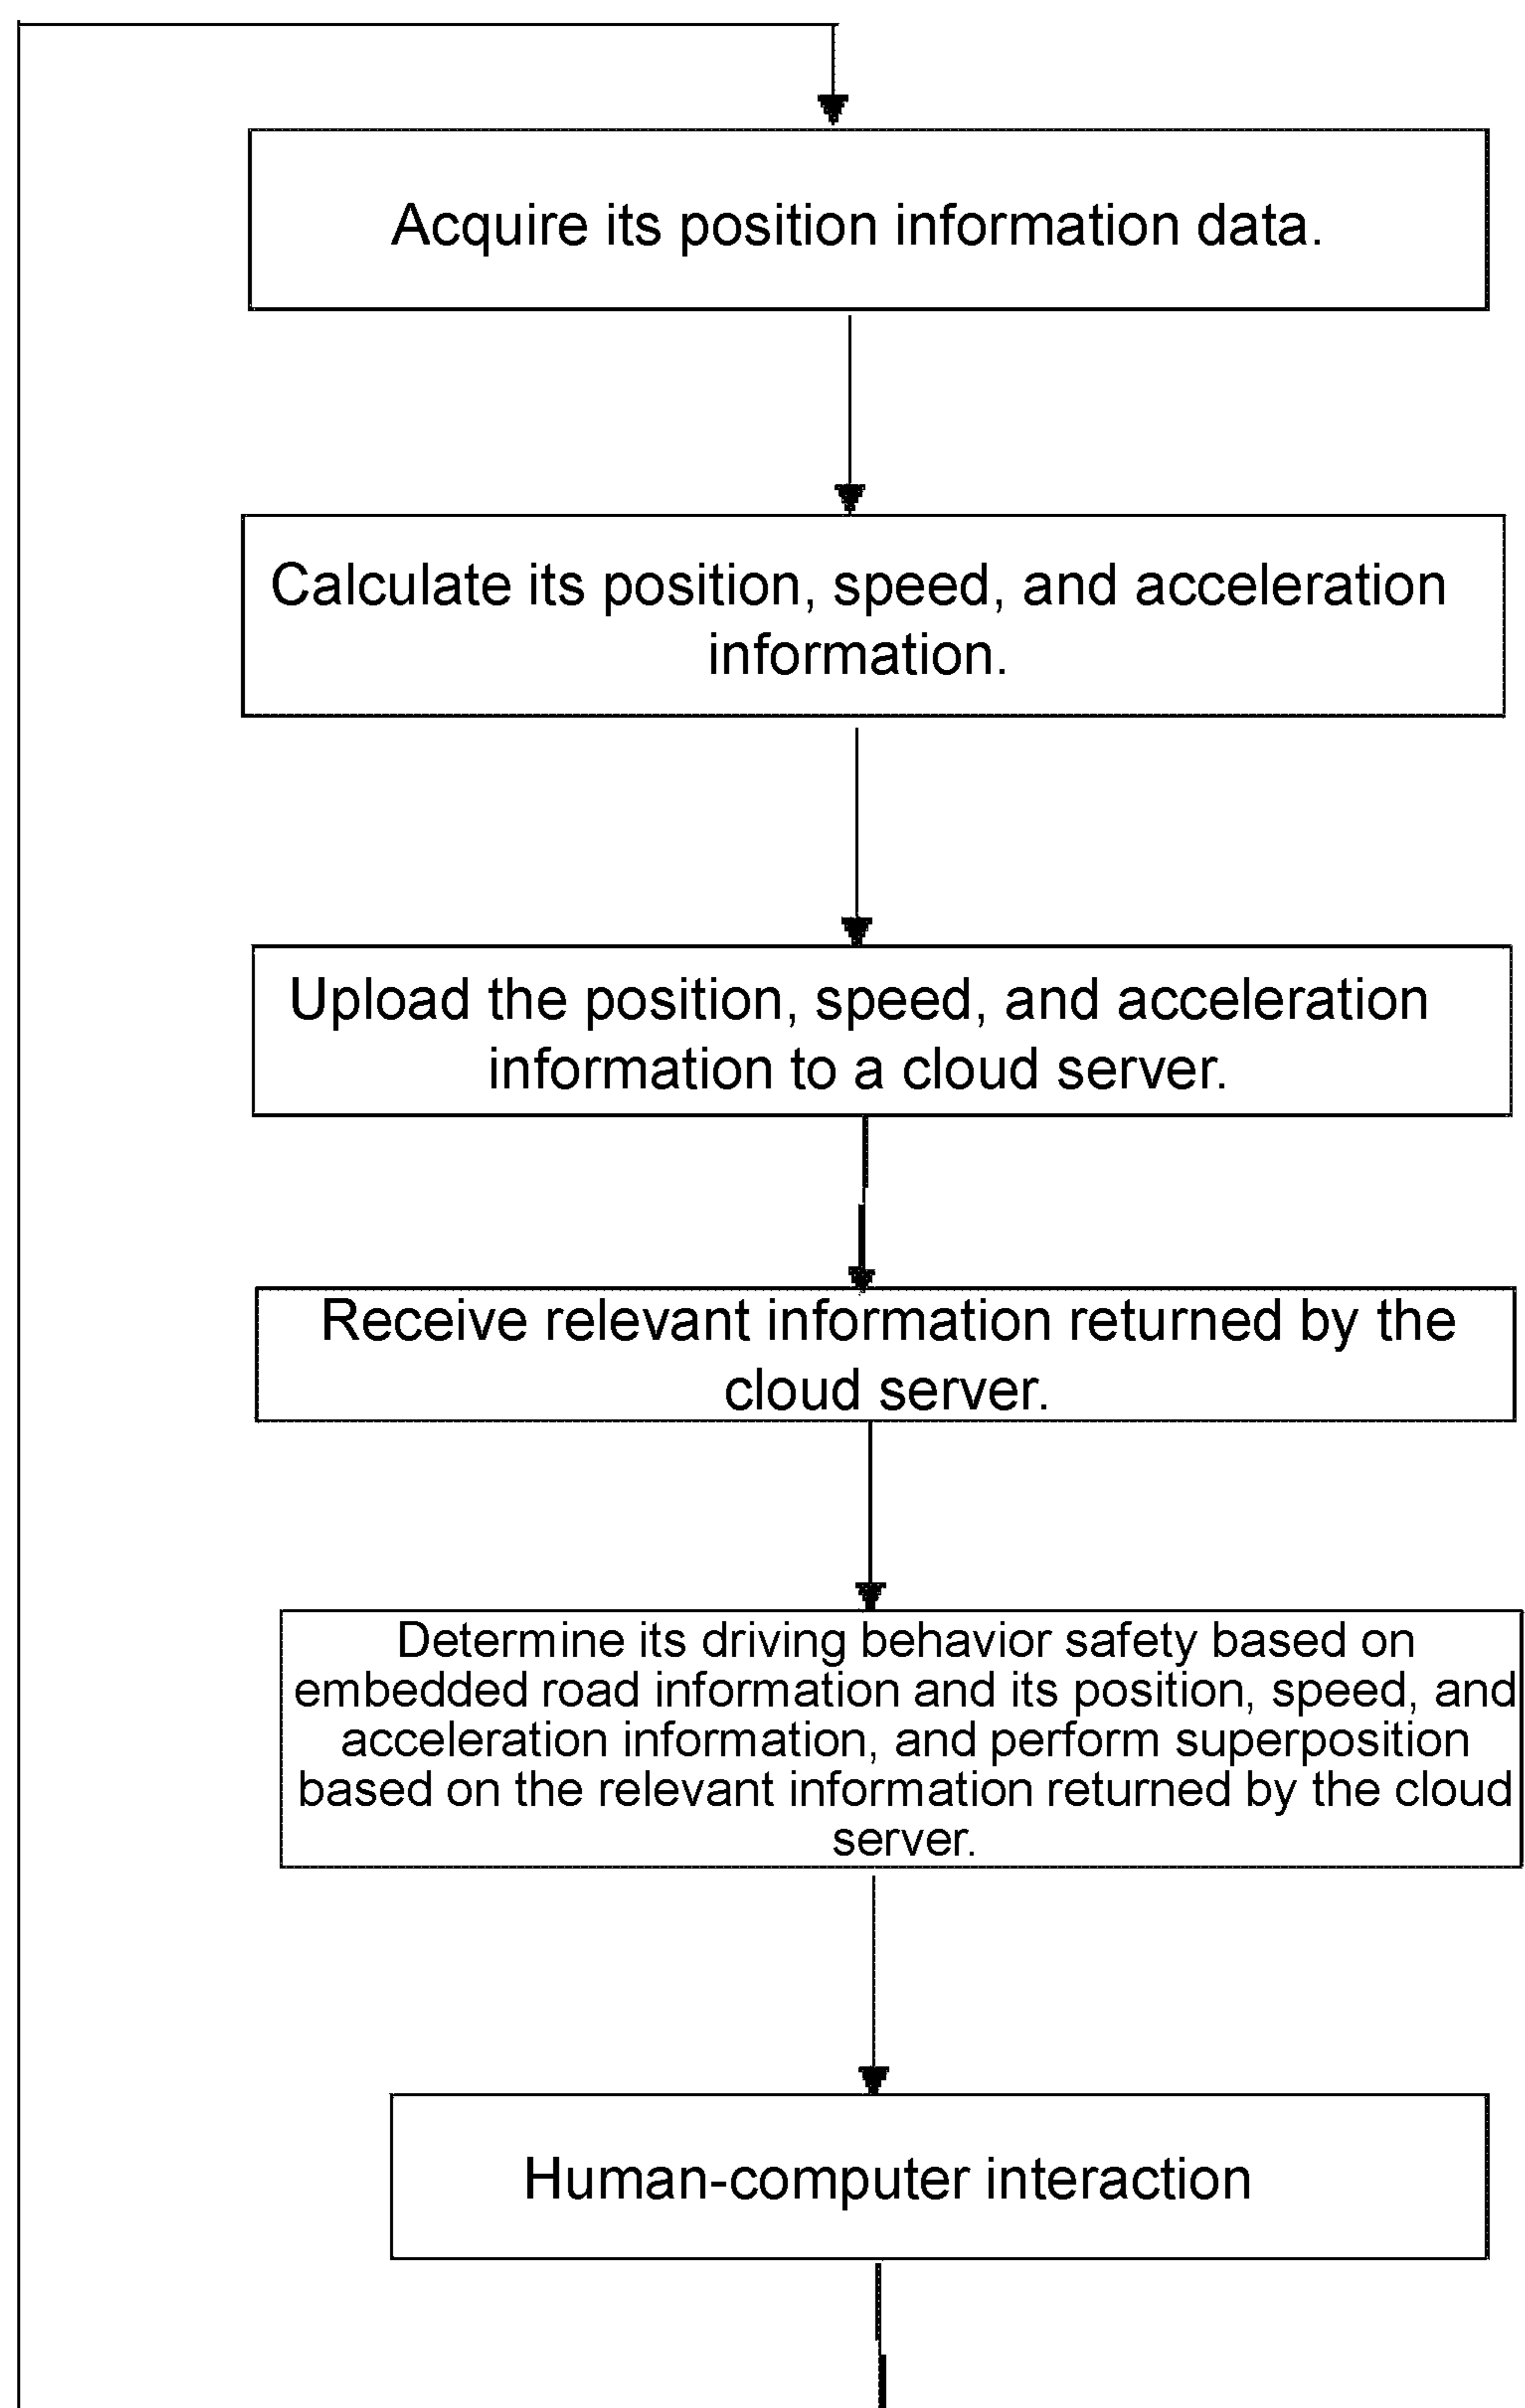 Acquire its position information data.
Calculate its position, speed, and acceleration
information.
Upload the position, speed, and acceleration
information to a cloud server.
Receive relevant information returned by the
cloud server.
Determine its driving behavior safety based on
embedded road information and its position, speed, and
acceleration information, and perform superposition
based on the relevant information returned by the cloud
server.
Human-computer interaction